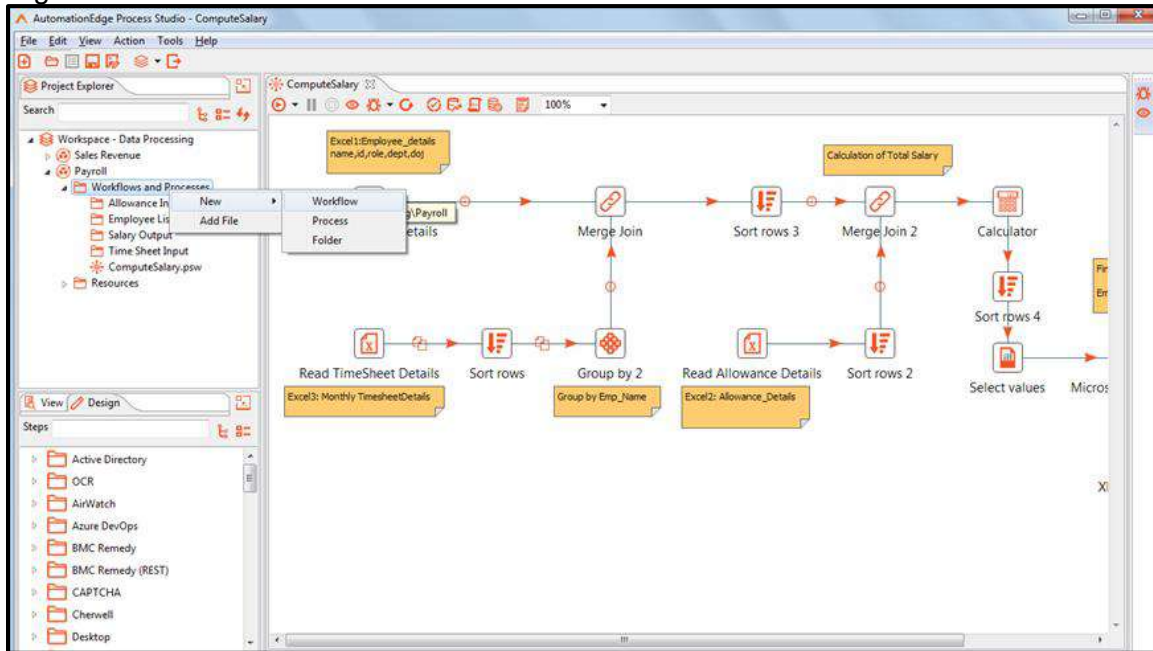 AutomationEdge Process Studio - ComputeSalary
File Edit View Action Tools Help
Project Explorer
Search
Workspace - Data Processing
Sales Revenue
Payroll
Workflows and Processes
Allowance In
Employee Lis
Salary Output
Time Sheet Input
ComputeSalary.psw
Resources
New
Add File
Workflow
Process
Folder
g\Payroll
View
Design
Steps
Active Directory
OCR
AirWatch
Azure DevOps
BMC Remedy
BMC Remedy (REST)
CAPTCHA
Cherwell
Desktop
ComputeSalary
100%
Excel1:Employee_details
name,id,role,dept,doj
Calculation of Total Salary
etails
Merge Join
Sort rows 3
Merge Join 2
Calculator
Fin
Em
Sort rows 4
Read TimeSheet Details
Sort rows
Group by 2
Read Allowance Details
Sort rows 2
Select values
Micros
Excel3: Monthly TimesheetDetails
Group by Emp_Name
Excel2: Allowance_Details